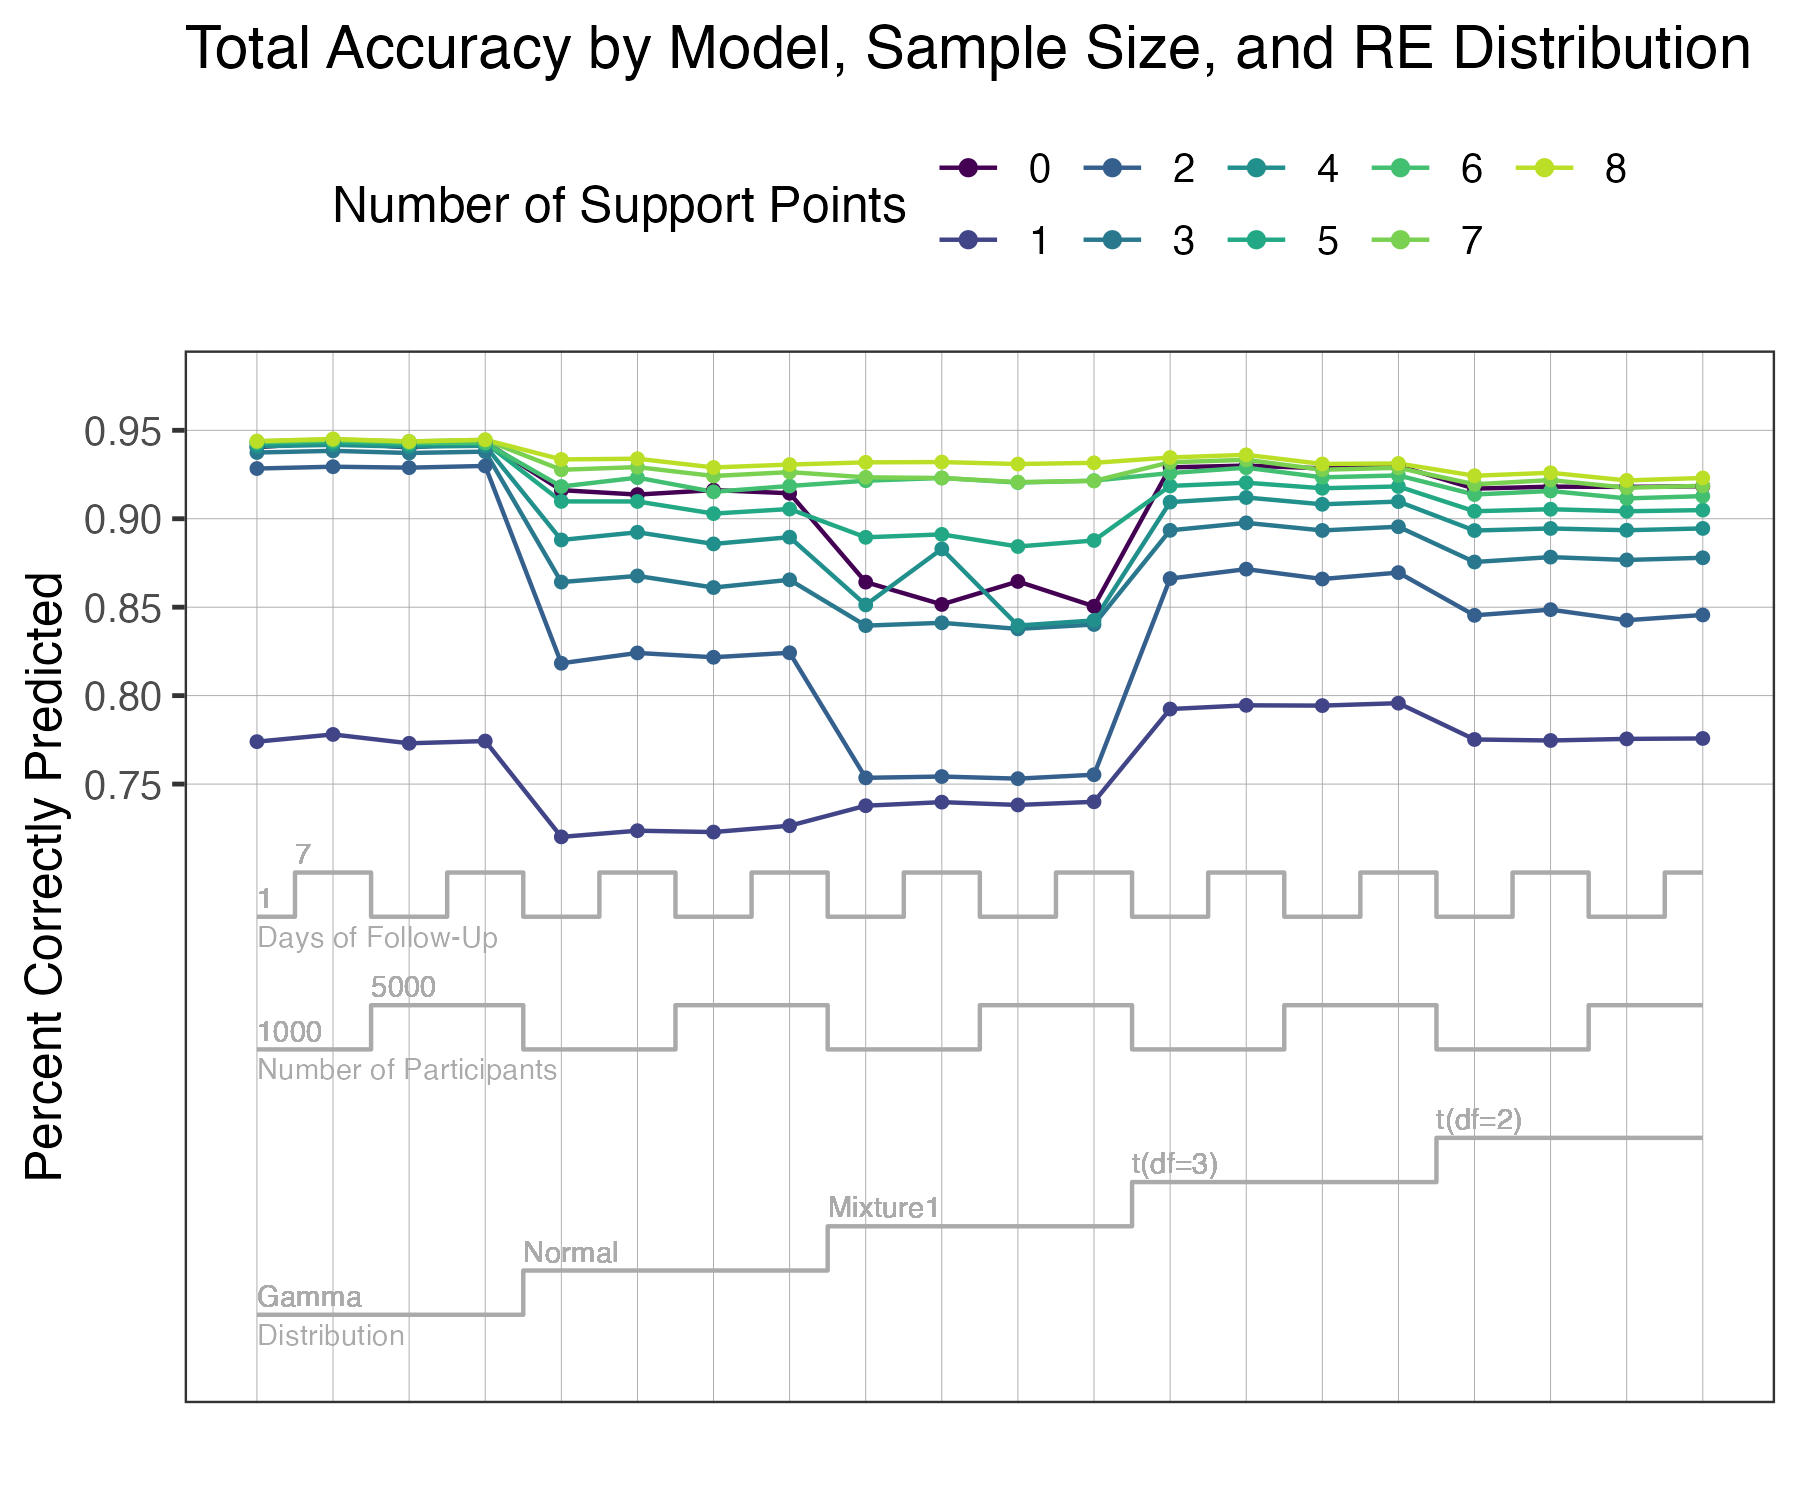 Total Accuracy by Model, Sample Size, and RE Distribution
Number of Support Points
0 2 4 6 8
1 3 5 7
Percent Correctly Predicted
0.95
0.90
0.85
0.80
0.75
7
1
Days of Follow-Up
5000
1000
Number of Participants
t(df=2)
t(df=3)
Mixture1
Normal
Gamma
Distribution